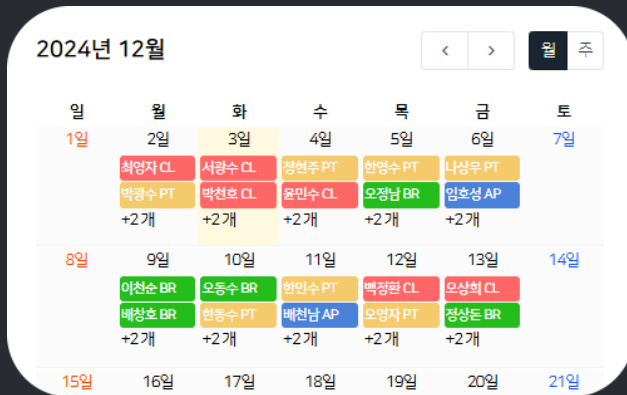 2024년 12월
< > 월 주
일 월 화 수 목 금 토
1일 2일 3일 4일 5일 6일 7일
최영자 CL 서광수 CL 정현주 PT 한영수 PT 나상우 PT
박광수 PT 박천호 CL 윤민수 CL 오정남 BR 임호성 AP
+2개 +2개 +2개 +2개 +2개
8일 9일 10일 11일 12일 13일 14일
이천순 BR 오동수 BR 한민수 PT 백정환 CL 오상희 CL
배창호 BR 한동수 PT 배천남 AP 오영자 PT 정상돈 BR
+2개 +2개 +2개 +2개 +2개
15일 16일 17일 18일 19일 20일 21일